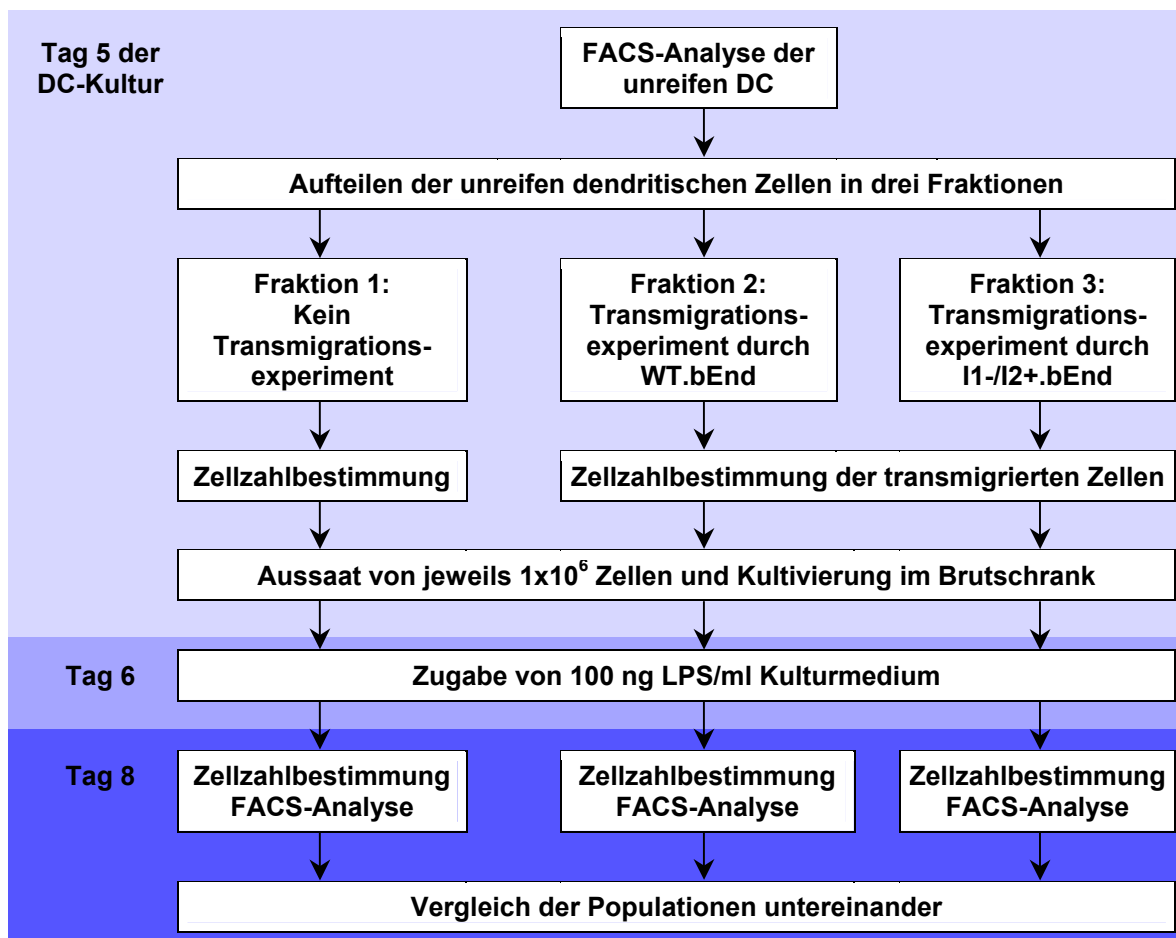 Tag 5 der
DC-Kultur
FACS-Analyse der
unreifen DC
Aufteilen der unreifen dendritischen Zellen in drei Fraktionen
Fraktion 1:
Kein
Transmigrations-
experiment
Fraktion 2:
Transmigrations-
experiment durch
WT.bEnd
Fraktion 3:
Transmigrations-
experiment durch
I1-/I2+.bEnd
Zellzahlbestimmung
Zellzahlbestimmung der transmigrierten Zellen
Aussaat von jeweils 1x10⁶ Zellen und Kultivierung im Brutschrank
Tag 6
Zugabe von 100 ng LPS/ml Kulturmedium
Tag 8
Zellzahlbestimmung
FACS-Analyse
Zellzahlbestimmung
FACS-Analyse
Zellzahlbestimmung
FACS-Analyse
Vergleich der Populationen untereinander